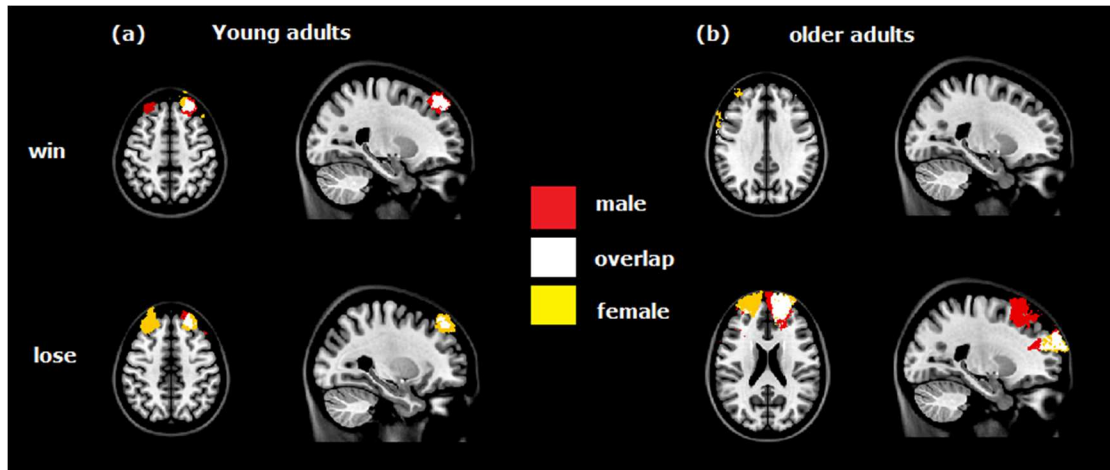 (a) Young adults
(b) older adults
win
male
overlap
female
lose